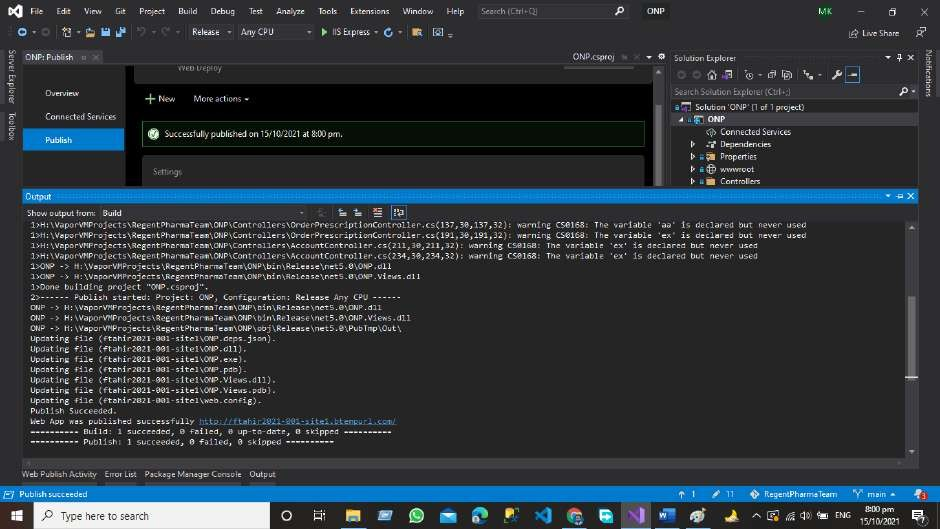 File Edit View Git Project Build Debug Test Analyze Tools Extensions Window Help Search (Ctrl+Q) ONP MK
Release Any CPU IIS Express Live Share
Server Explorer
Toolbox
Notifications
ONP: Publish ONP.csproj
Overview
Connected Services
Publish
Web Deploy
New More actions
Successfully published on 15/10/2021 at 8:00 pm.
Settings
Solution Explorer
Search Solution Explorer (Ctrl+;)
Solution 'ONP' (1 of 1 project)
ONP
Connected Services
Dependencies
Properties
wwwroot
Controllers
Output
Show output from: Build
1>H:\VaporVMProjects\RegentPharmaTeam\ONP\Controllers\OrderPrescriptionController.cs(137,30,137,32): warning CS0168: The variable 'aa' is declared but never used
1>H:\VaporVMProjects\RegentPharmaTeam\ONP\Controllers\OrderPrescriptionController.cs(191,30,191,32): warning CS0168: The variable 'ex' is declared but never used
1>H:\VaporVMProjects\RegentPharmaTeam\ONP\Controllers\AccountController.cs(211,30,211,32): warning CS0168: The variable 'ex' is declared but never used
1>H:\VaporVMProjects\RegentPharmaTeam\ONP\Controllers\AccountController.cs(234,30,234,32): warning CS0168: The variable 'ex' is declared but never used
1>ONP -> H:\VaporVMProjects\RegentPharmaTeam\ONP\bin\Release\net5.0\ONP.dll
1>ONP -> H:\VaporVMProjects\RegentPharmaTeam\ONP\bin\Release\net5.0\ONP.Views.dll
1>Done building project "ONP.csproj".
2>------ Publish started: Project: ONP, Configuration: Release Any CPU ------
ONP -> H:\VaporVMProjects\RegentPharmaTeam\ONP\bin\Release\net5.0\ONP.dll
ONP -> H:\VaporVMProjects\RegentPharmaTeam\ONP\bin\Release\net5.0\ONP.Views.dll
ONP -> H:\VaporVMProjects\RegentPharmaTeam\ONP\obj\Release\net5.0\PubTmp\Out\
Updating file (ftahir2021-001-site1\ONP.deps.json).
Updating file (ftahir2021-001-site1\ONP.dll).
Updating file (ftahir2021-001-site1\ONP.exe).
Updating file (ftahir2021-001-site1\ONP.pdb).
Updating file (ftahir2021-001-site1\ONP.Views.dll).
Updating file (ftahir2021-001-site1\ONP.Views.pdb).
Updating file (ftahir2021-001-site1\web.config).
Publish Succeeded.
Web App was published successfully http://ftahir2021-001-site1.btempurl.com/
========== Build: 1 succeeded, 0 failed, 0 up-to-date, 0 skipped ==========
========== Publish: 1 succeeded, 0 failed, 0 skipped ==========
Web Publish Activity Error List Package Manager Console Output
Publish succeeded 1 11 RegentPharmaTeam main 3
Type here to search ENG 8:00 pm
15/10/2021 7